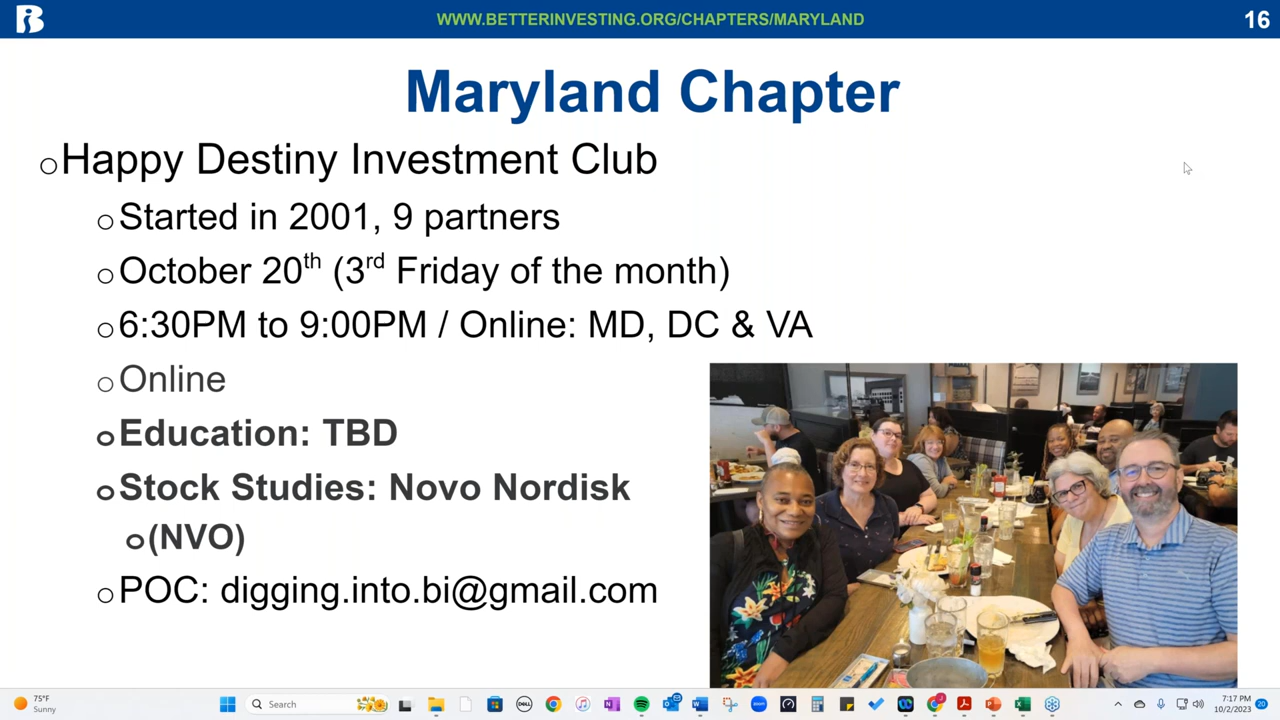 WWW.BETTERINVESTING.ORG/CHAPTERS/MARYLAND
16
Maryland Chapter
Happy Destiny Investment Club
Started in 2001, 9 partners
October 20th (3rd Friday of the month)
6:30PM to 9:00PM / Online: MD, DC & VA
Online
Education: TBD
Stock Studies: Novo Nordisk
(NVO)
POC: digging.into.bi@gmail.com
75°F
Sunny
Search
7:17 PM
10/2/2023
20